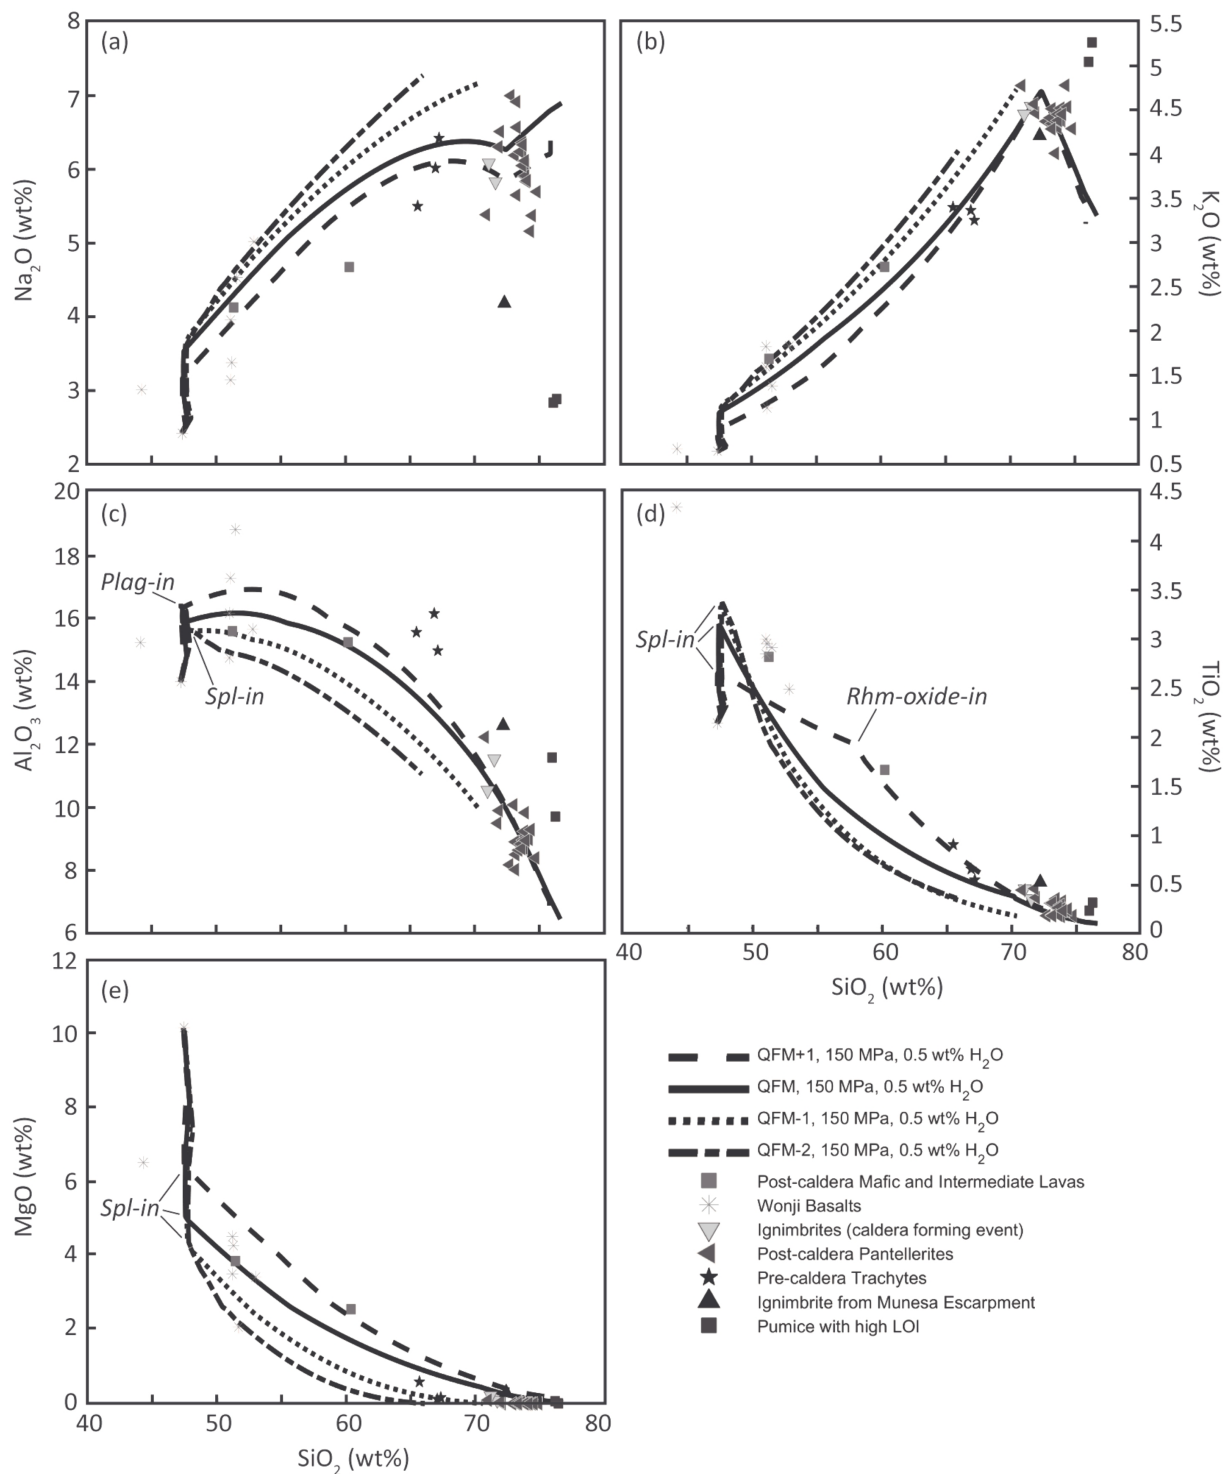 (a)
8
7
6
5
4
3
2
Na2O (wt%)
(b)
5.5
5
4.5
4
3.5
3
2.5
2
1.5
1
0.5
K2O (wt%)
(c)
20
18
16
14
12
10
8
6
Al2O3 (wt%)
Plag-in
Spl-in
(d)
4.5
4
3.5
3
2.5
2
1.5
1
0.5
0
TiO2 (wt%)
Spl-in
Rhm-oxide-in
40 50 60 70 80
SiO2 (wt%)
(e)
12
10
8
6
4
2
0
MgO (wt%)
Spl-in
40 50 60 70 80
SiO2 (wt%)
QFM+1, 150 MPa, 0.5 wt% H2O
QFM, 150 MPa, 0.5 wt% H2O
QFM-1, 150 MPa, 0.5 wt% H2O
QFM-2, 150 MPa, 0.5 wt% H2O
Post-caldera Mafic and Intermediate Lavas
Wonji Basalts
Ignimbrites (caldera forming event)
Post-caldera Pantellerites
Pre-caldera Trachytes
Ignimbrite from Munesa Escarpment
Pumice with high LOI